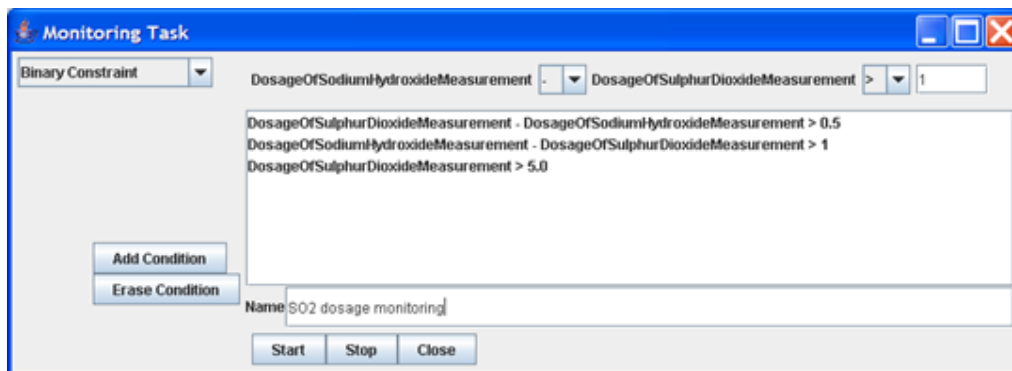 Monitoring Task
Binary Constraint
DosageOfSodiumHydroxideMeasurement - DosageOfSulphurDioxideMeasurement > 1
DosageOfSulphurDioxideMeasurement - DosageOfSodiumHydroxideMeasurement > 0.5
DosageOfSodiumHydroxideMeasurement - DosageOfSulphurDioxideMeasurement > 1
DosageOfSulphurDioxideMeasurement > 5.0
Add Condition
Erase Condition
Name SO2 dosage monitoring
Start Stop Close